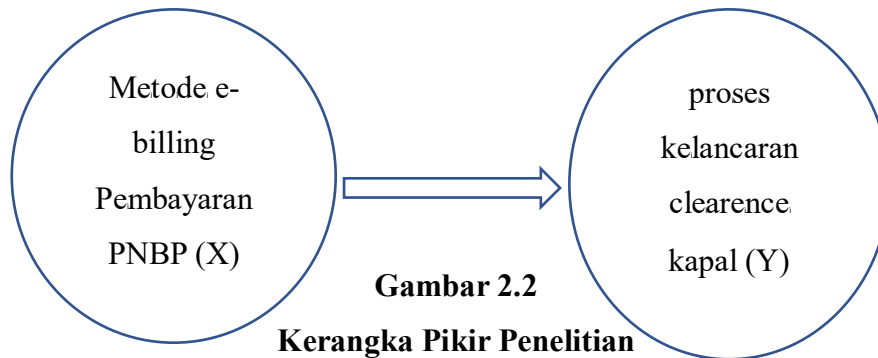 Metode e-
billing
Pembayaran
PNBP (X)
proses
kelancaran
clearence
kapal (Y)
Gambar 2.2
Kerangka Pikir Penelitian